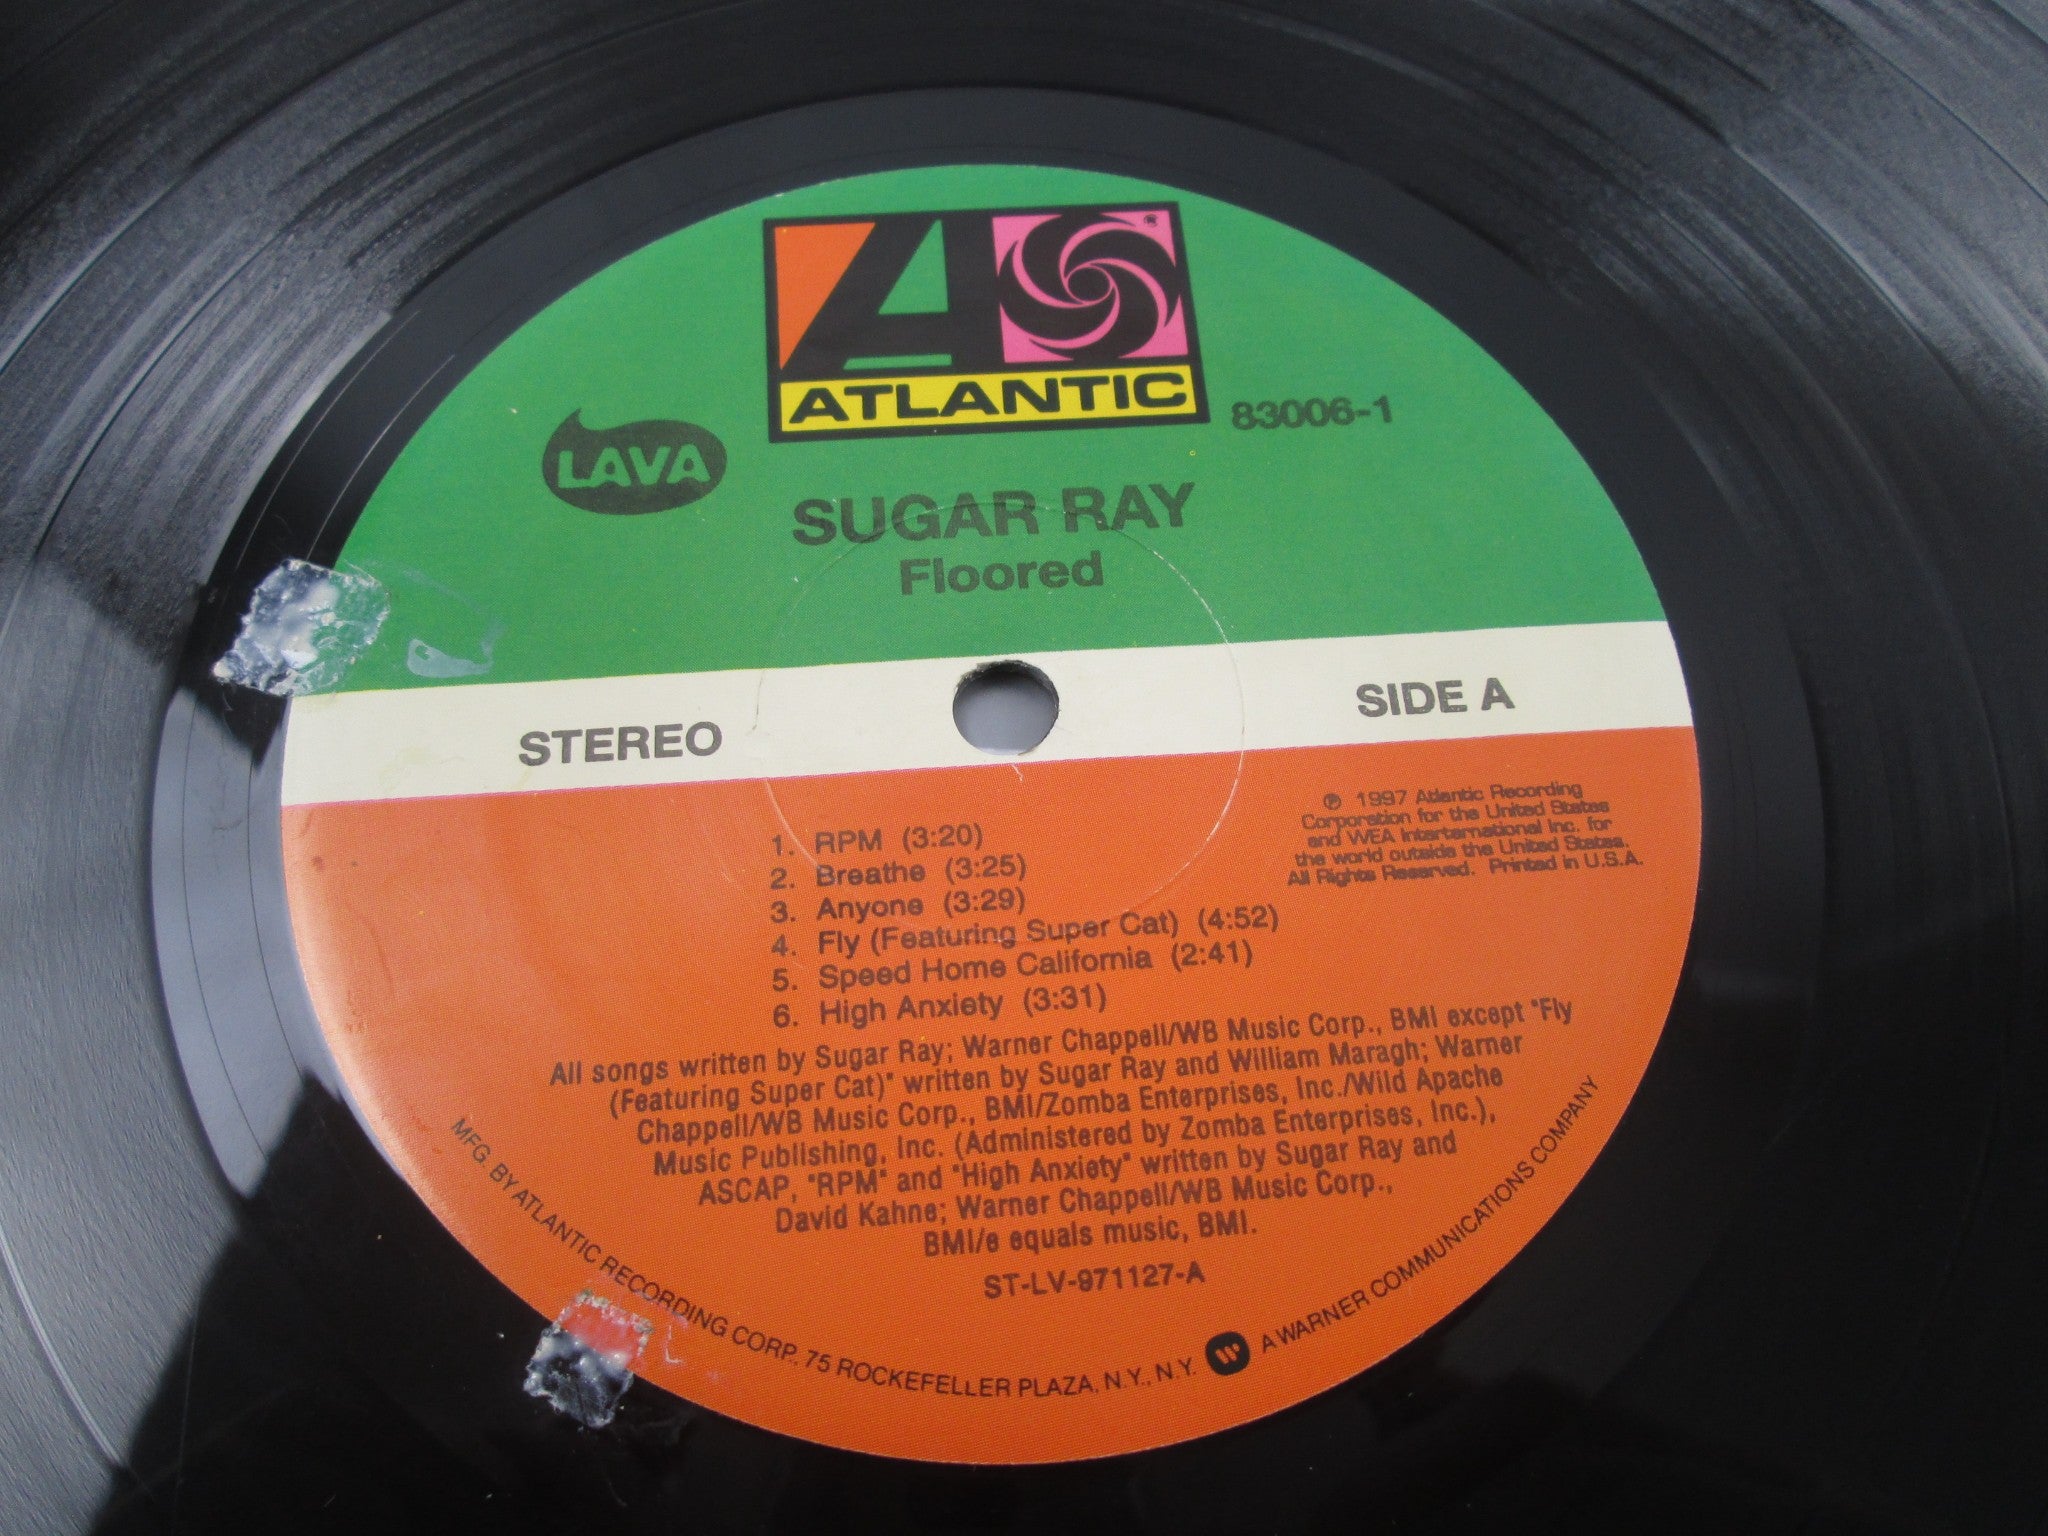 ATLANTIC
®
LAVA
83006-1
SUGAR RAY
Floored
STEREO
SIDE A
1. RPM (3:20)
2. Breathe (3:25)
3. Anyone (3:29)
4. Fly (Featuring Super Cat) (4:52)
5. Speed Home California (2:41)
6. High Anxiety (3:31)
℗ 1997 Atlantic Recording
Corporation for the United States
and WEA Interternational Inc. for
the world outside the United States.
All Rights Reserved. Printed in U.S.A.
All songs written by Sugar Ray; Warner Chappell/WB Music Corp., BMI except "Fly
(Featuring Super Cat)" written by Sugar Ray and William Maragh; Warner
Chappell/WB Music Corp., BMI/Zomba Enterprises, Inc./Wild Apache
Music Publishing, Inc. (Administered by Zomba Enterprises, Inc.),
ASCAP, "RPM" and "High Anxiety" written by Sugar Ray and
David Kahne; Warner Chappell/WB Music Corp.,
BMI/e equals music, BMI.
ST-LV-971127-A
MFG. BY ATLANTIC RECORDING CORP., 75 ROCKEFELLER PLAZA, N.Y., N.Y. W A WARNER COMMUNICATIONS COMPANY